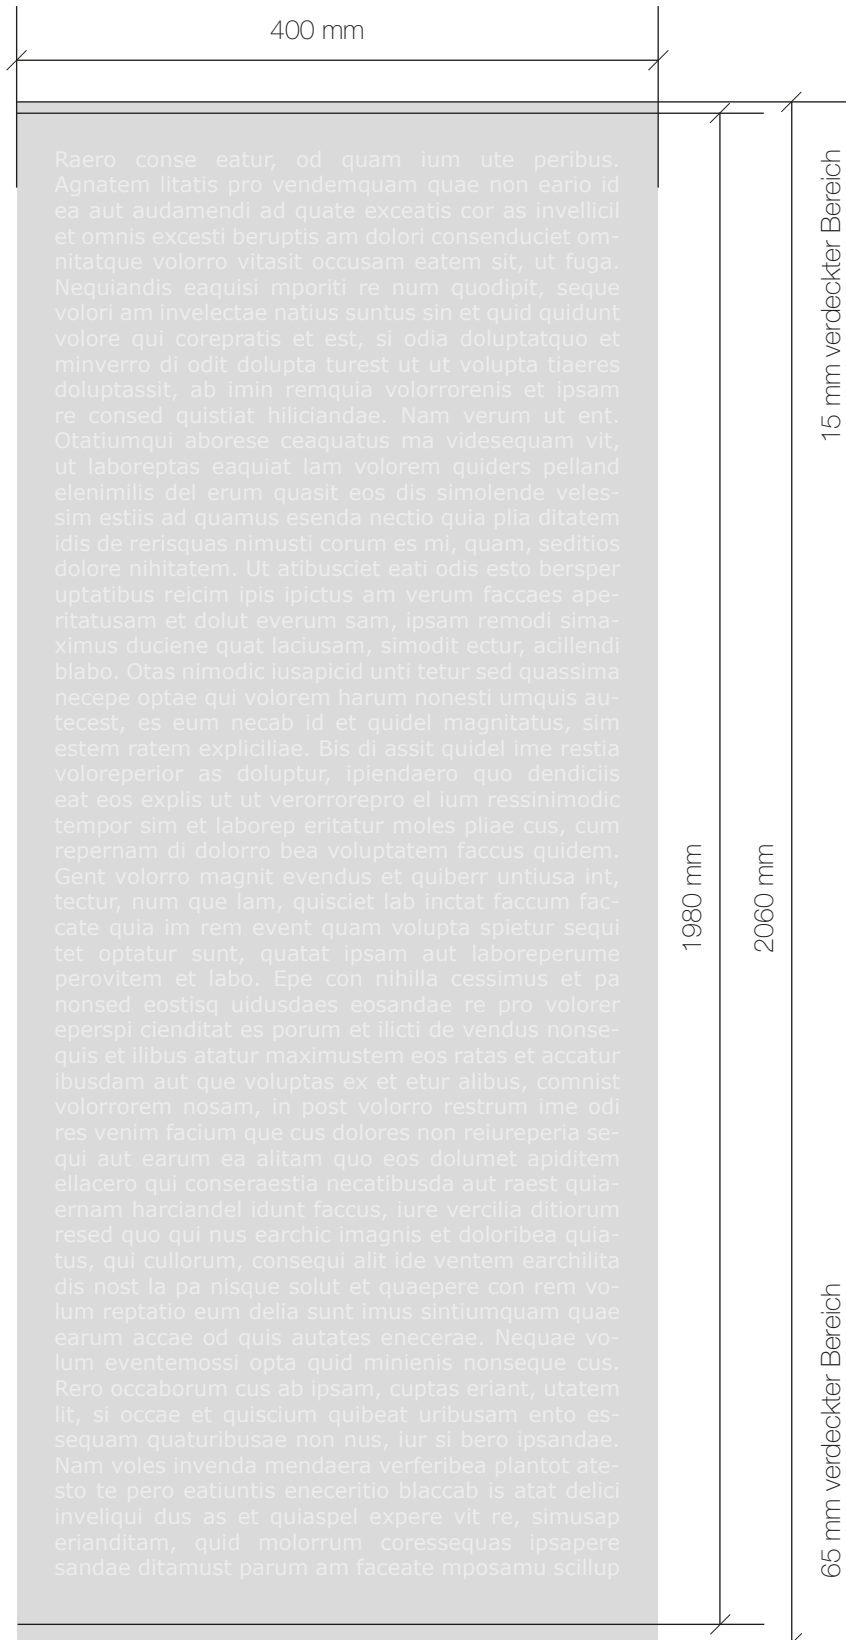 400 mm
Raero conse eatur, od quam ium ute peribus.
Agnatem litatis pro vendemquam quae non eario id
ea aut audamendi ad quate exceatis cor as invellicil
et omnis excesti beruptis am dolori consenduciet om-
nitatque volorro vitasit occusam eatem sit, ut fuga.
Nequiandis eaquisi mporiti re num quodipit, seque
volori am invelectae natius suntus sin et quid quidunt
volore qui corepratis et est, si odia doluptatquo et
minverro di odit dolupta turest ut ut volupta tiaeres
doluptassit, ab imin remquia volorrorenis et ipsam
re consed quistiat hiliciandae. Nam verum ut ent.
Otatiumqui aborese ceaquatus ma videsequam vit,
ut laboreptas eaquiat lam volorem quiders pelland
elenimilis del erum quasit eos dis simolende veles-
sim estiis ad quamus esenda nectio quia plia ditatem
idis de rerisquas nimusti corum es mi, quam, seditios
dolore nihitatem. Ut atibusciet eati odis esto bersper
uptatibus reicim ipis ipictus am verum faccaes ape-
ritatusam et dolut everum sam, ipsam remodi sima-
ximus duciene quat laciusam, simodit ectur, acillendi
blabo. Otas nimodic iusapicid unti tetur sed quassima
necepe optae qui volorem harum nonesti umquis au-
tecest, es eum necab id et quidel magnitatus, sim
estem ratem expliciliae. Bis di assit quidel ime restia
voloreperior as doluptur, ipiendaero quo dendiciis
eat eos explis ut ut verorrorepro el ium ressinimodic
tempor sim et laborep eritatur moles pliae cus, cum
repernam di dolorro bea voluptatem faccus quidem.
Gent volorro magnit evendus et quiberr untiusa int,
tectur, num que lam, quisciet lab inctat faccum fac-
cate quia im rem event quam volupta spietur sequi
tet optatur sunt, quatat ipsam aut laboreperume
perovitem et labo. Epe con nihilla cessimus et pa
nonsed eostisq uidusdaes eosandae re pro volorer
eperspi cienditat es porum et ilicti de vendus nonse-
quis et ilibus atatur maximustem eos ratas et accatur
ibusdam aut que voluptas ex et etur alibus, comnist
volorrorem nosam, in post volorro restrum ime odi
res venim facium que cus dolores non reiureperia se-
qui aut earum ea alitam quo eos dolumet apiditem
ellacero qui conseraestia necatibusda aut raest quia-
ernam harciandel idunt faccus, iure vercilia ditiorum
resed quo qui nus earchic imagnis et doloribea quia-
tus, qui cullorum, consequi alit ide ventem earchilita
dis nost la pa nisque solut et quaepere con rem vo-
lum reptatio eum delia sunt imus sintiumquam quae
earum accae od quis autates enecerae. Nequae vo-
lum eventemossi opta quid minienis nonseque cus.
Rero occaborum cus ab ipsam, cuptas eriant, utatem
lit, si occae et quiscium quibeat uribusam ento es-
sequam quaturibusae non nus, iur si bero ipsandae.
Nam voles invenda mendaera verferibea plantot ate-
sto te pero eatiuntis eneceritio blaccab is atat delici
inveliqui dus as et quiaspel expere vit re, simusap
erianditam, quid molorrum coressequas ipsapere
sandae ditamust parum am faceate mposamu scillup
1980 mm
2060 mm
15 mm verdeckter Bereich
65 mm verdeckter Bereich